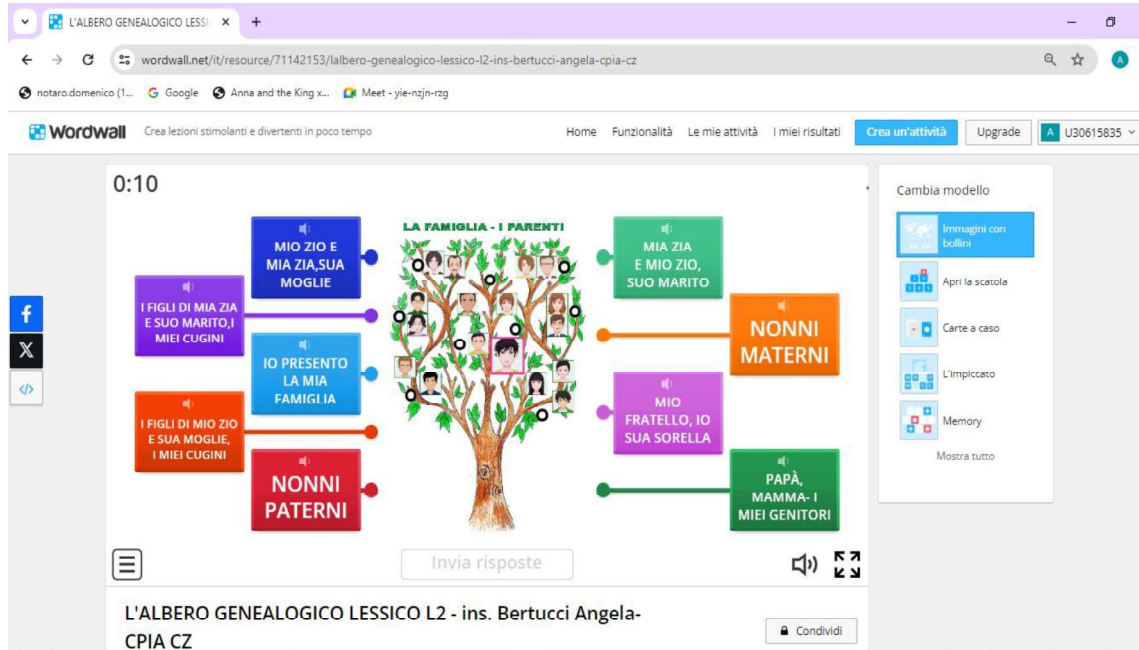 L'ALBERO GENEALOGICO LESSI
wordwall.net/it/resource/71142153/lalbero-genealogico-lessico-l2-ins-bertucci-angela-cpia-cz
A
notaro.domenico (1...
Google
Anna and the King x...
Meet - yie-nzjn-rzg
Wordwall
Crea lezioni stimolanti e divertenti in poco tempo
Home
Funzionalità
Le mie attività
I miei risultati
Crea un'attività
Upgrade
A
U30615835
0:10
MIO ZIO E
MIA ZIA,SUA
MOGLIE
I FIGLI DI MIA ZIA
E SUO MARITO,I
MIEI CUGINI
IO PRESENTO
LA MIA
FAMIGLIA
I FIGLI DI MIO ZIO
E SUA MOGLIE,
I MIEI CUGINI
NONNI
PATERNI
LA FAMIGLIA - I PARENTI
MIA ZIA
E MIO ZIO,
SUO MARITO
NONNI
MATERNI
MIO
FRATELLO, IO
SUA SORELLA
PAPÀ,
MAMMA- I
MIEI GENITORI
Invia risposte
Cambia modello
Immagini con
bollini
Apri la scatola
Carte a caso
L'impiccato
Memory
Mostra tutto
L'ALBERO GENEALOGICO LESSICO L2 - ins. Bertucci Angela-
CPIA CZ
Condividi